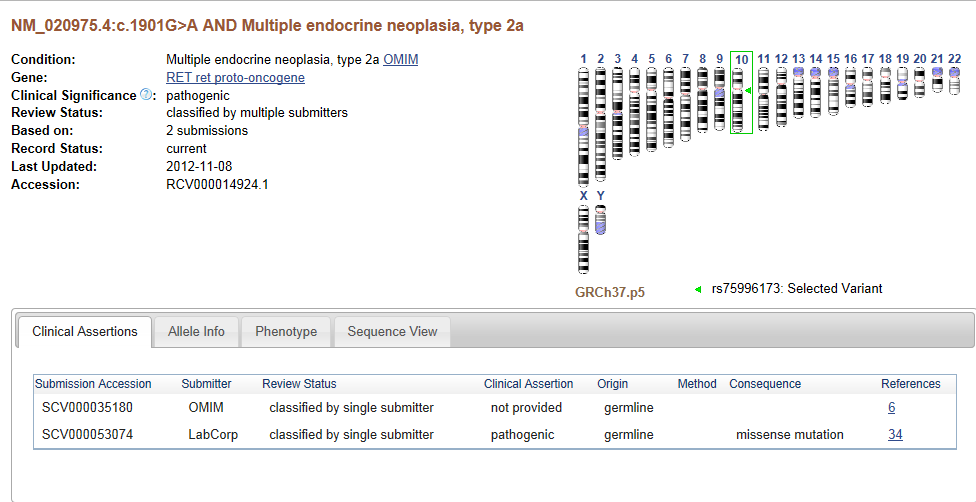 NM_020975.4:c.1901G>A AND Multiple endocrine neoplasia, type 2a
Condition: Multiple endocrine neoplasia, type 2a OMIM
Gene: RET ret proto-oncogene
Clinical Significance ?: pathogenic
Review Status: classified by multiple submitters
Based on: 2 submissions
Record Status: current
Last Updated: 2012-11-08
Accession: RCV000014924.1
1 2 3 4 5 6 7 8 9 10 11 12 13 14 15 16 17 18 19 20 21 22
X Y
GRCh37.p5
rs75996173: Selected Variant
Clinical Assertions Allele Info Phenotype Sequence View
Submission Accession Submitter Review Status Clinical Assertion Origin Method Consequence References
SCV000035180 OMIM classified by single submitter not provided germline 6
SCV000053074 LabCorp classified by single submitter pathogenic germline missense mutation 34